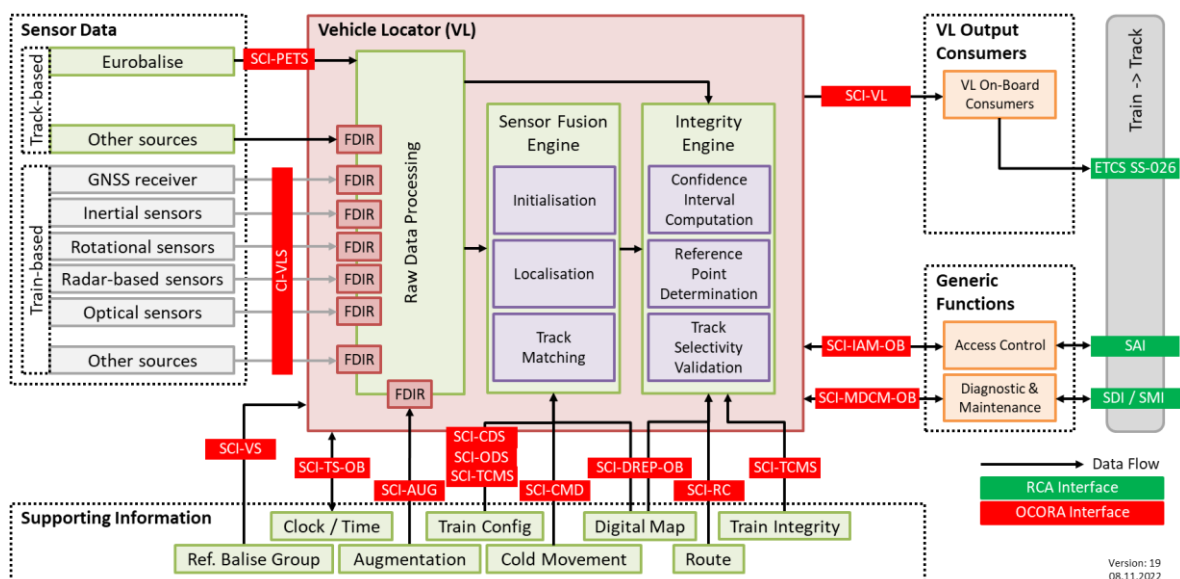 Sensor Data
Track-based
Eurobalise
Other sources
Train-based
GNSS receiver
Inertial sensors
Rotational sensors
Radar-based sensors
Optical sensors
Other sources
SCI-PETS
CI-VLS
Vehicle Locator (VL)
FDIR
FDIR
FDIR
FDIR
FDIR
FDIR
FDIR
FDIR
Raw Data Processing
Sensor Fusion
Engine
Initialisation
Localisation
Track
Matching
Integrity
Engine
Confidence
Interval
Computation
Reference
Point
Determination
Track
Selectivity
Validation
SCI-VL
VL Output
Consumers
VL On-Board
Consumers
Train -> Track
ETCS SS-026
Generic
Functions
SCI-IAM-OB
Access Control
SAI
SCI-MDCM-OB
Diagnostic &
Maintenance
SDI / SMI
SCI-VS
SCI-TS-OB
SCI-AUG
SCI-CDS
SCI-ODS
SCI-TCMS
SCI-CMD
SCI-DREP-OB
SCI-RC
SCI-TCMS
Data Flow
RCA Interface
OCORA Interface
Supporting Information
Clock / Time
Train Config
Digital Map
Train Integrity
Ref. Balise Group
Augmentation
Cold Movement
Route
Version: 19
08.11.2022